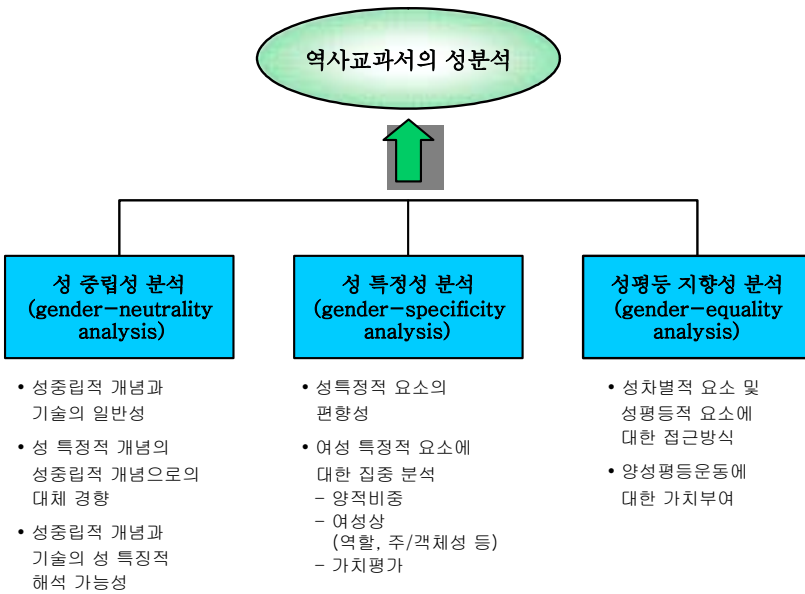 역사교과서의 성분석
성 중립성 분석
(gender-neutrality
analysis)
• 성중립적 개념과
기술의 일반성
• 성 특정적 개념의
성중립적 개념으로의
대체 경향
• 성중립적 개념과
기술의 성 특징적
해석 가능성
성 특정성 분석
(gender-specificity
analysis)
• 성특정적 요소의
편향성
• 여성 특정적 요소에
대한 집중 분석
- 양적비중
- 여성상
(역할, 주/객체성 등)
- 가치평가
성평등 지향성 분석
(gender-equality
analysis)
• 성차별적 요소 및
성평등적 요소에
대한 접근방식
• 양성평등운동에
대한 가치부여